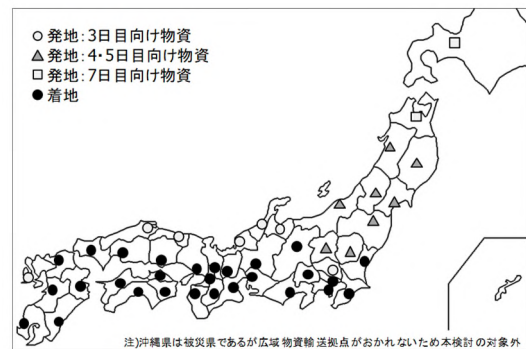 発地：3日目向け物資
発地：4・5日目向け物資
発地：7日目向け物資
着地
注)沖縄県は被災県であるが広域物資輸送拠点がおかれないため本検討の対象外